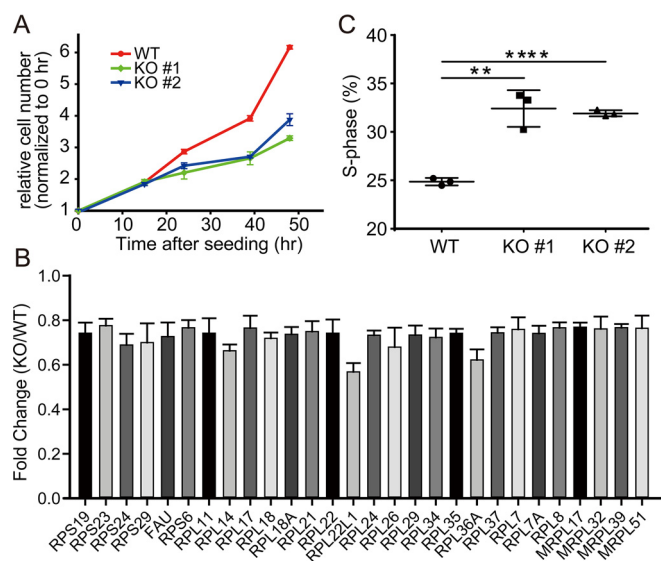 A
relative cell number
(normalized to 0 hr)
6
5
4
3
2
1
0
10
20
30
40
50
Time after seeding (hr)
WT
KO #1
KO #2
C
S-phase (%)
40
35
30
25
20
****
**
WT
KO #1
KO #2
B
Fold Change (KO/WT)
1.0
0.8
0.6
0.4
0.2
0.0
RPS19
RPS23
RPS24
RPS29
FAU
RPS6
RPL11
RPL14
RPL17
RPL18
RPL18A
RPL21
RPL22
RPL22L1
RPL24
RPL26
RPL29
RPL34
RPL35
RPL36A
RPL37
RPL7
RPL7A
RPL8
MRPL17
MRPL32
MRPL39
MRPL51